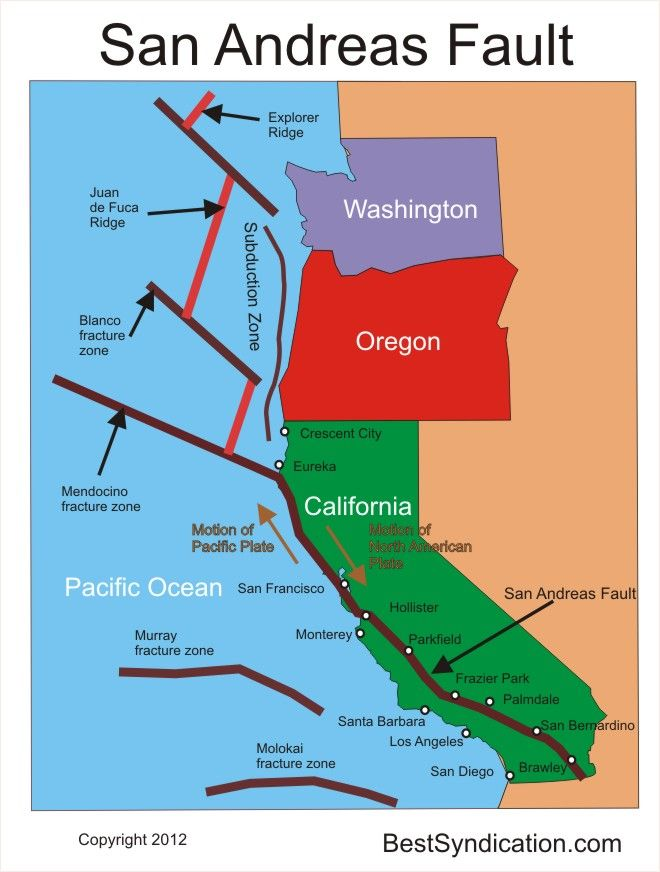 San Andreas Fault
Explorer
Ridge
Juan
de Fuca
Ridge
Washington
Subduction Zone
Blanco
fracture
zone
Oregon
Crescent City
Eureka
Mendocino
fracture zone
California
Motion of
Pacific Plate
Motion of
North American
Plate
Pacific Ocean
San Francisco
San Andreas Fault
Hollister
Monterey
Parkfield
Murray
fracture zone
Frazier Park
Palmdale
Santa Barbara
San Bernardino
Los Angeles
Molokai
fracture zone
San Diego
Brawley
Copyright 2012
BestSyndication.com